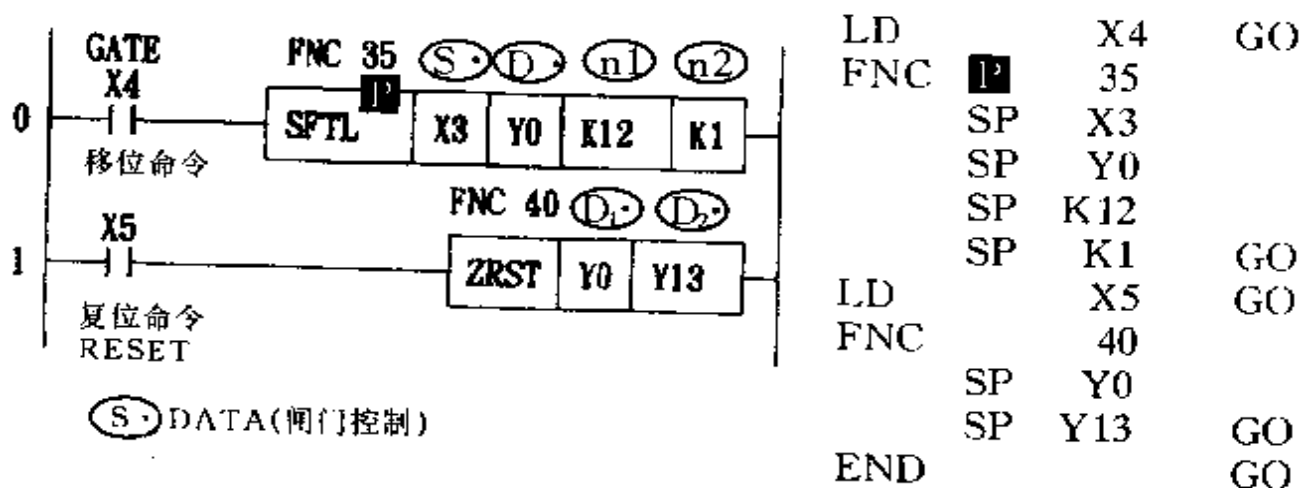 GATE
FNC 35 S· D· n1 n2
X4
P
0 SFTL X3 Y0 K12 K1
移位命令
FNC 40 D₁· D₂·
X5
1 ZRST Y0 Y13
复位命令
RESET
S· DATA(闸门控制)
LD X4 GO
FNC P 35
SP X3
SP Y0
SP K12
SP K1 GO
LD X5 GO
FNC 40
SP Y0
SP Y13 GO
END GO